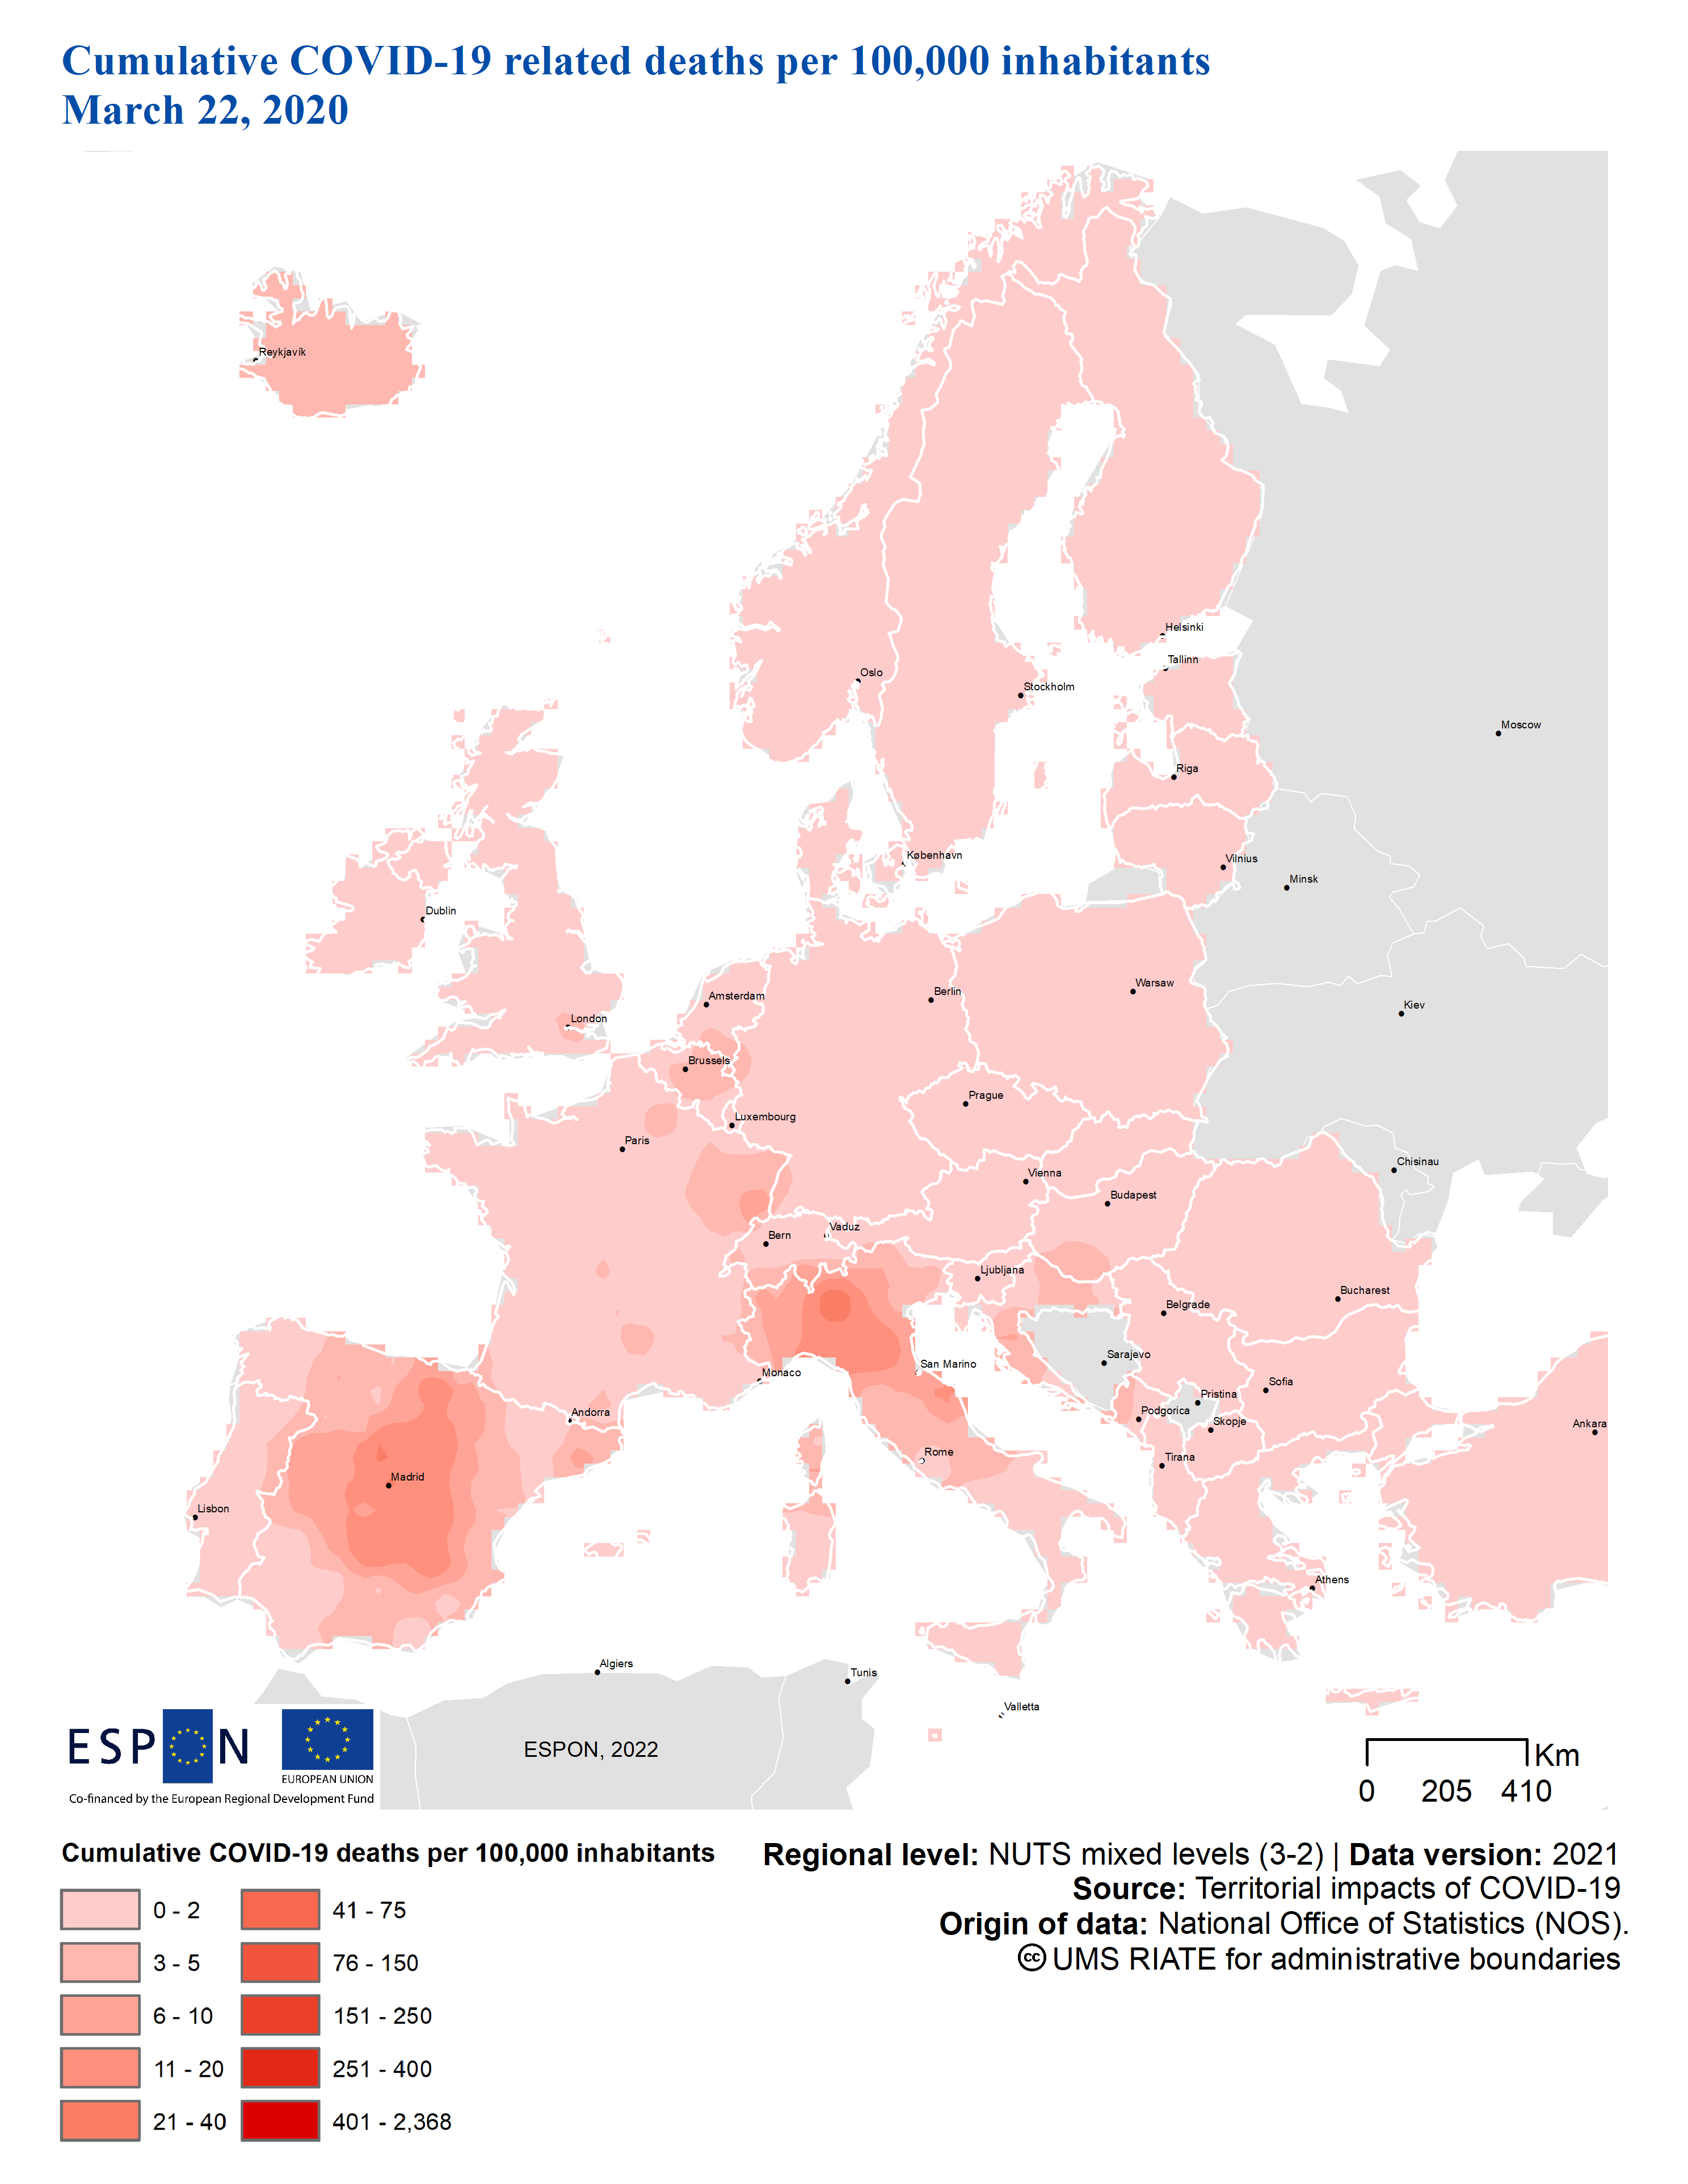 Cumulative COVID-19 related deaths per 100,000 inhabitants
March 22, 2020
Reykjavík
Helsinki
Tallinn
Oslo
Stockholm
Moscow
Riga
København
Vilnius
Minsk
Dublin
Warsaw
Berlin
Amsterdam
Kiev
London
Brussels
Prague
Luxembourg
Paris
Chisinau
Vienna
Budapest
Vaduz
Bern
Ljubljana
Bucharest
Belgrade
Sarajevo
San Marino
Monaco
Sofia
Pristina
Andorra
Podgorica
Skopje
Ankara
Rome
Tirana
Madrid
Lisbon
Athens
Algiers
Tunis
Valletta
ESPON
EUROPEAN UNION
Co-financed by the European Regional Development Fund
ESPON, 2022
Km
0 205 410
Cumulative COVID-19 deaths per 100,000 inhabitants
0 - 2
3 - 5
6 - 10
11 - 20
21 - 40
41 - 75
76 - 150
151 - 250
251 - 400
401 - 2,368
Regional level: NUTS mixed levels (3-2) | Data version: 2021
Source: Territorial impacts of COVID-19
Origin of data: National Office of Statistics (NOS).
cc UMS RIATE for administrative boundaries